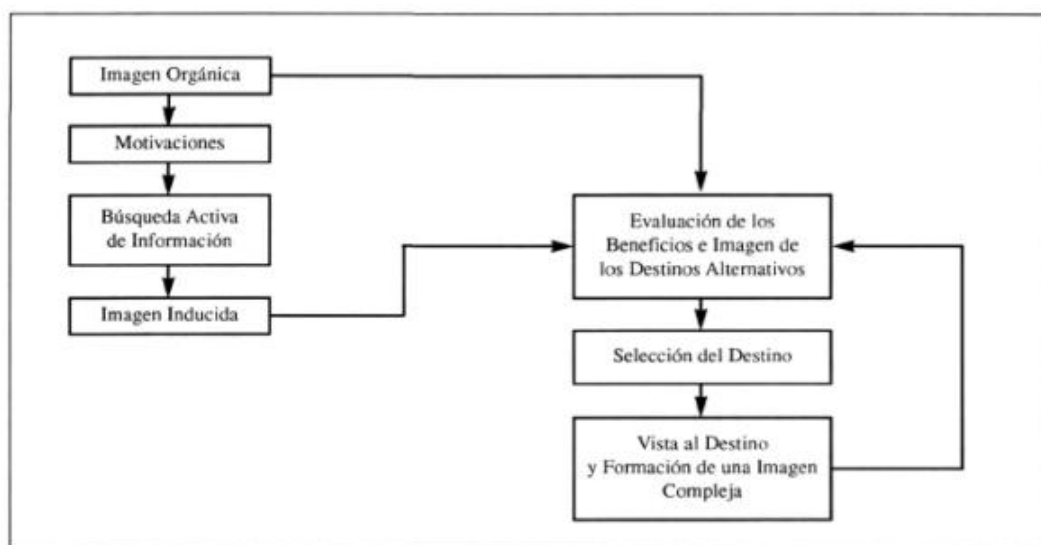 Imagen Orgánica
Motivaciones
Búsqueda Activa
de Información
Imagen Inducida
Evaluación de los
Beneficios e Imagen de
los Destinos Alternativos
Selección del Destino
Vista al Destino
y Formación de una Imagen
Compleja